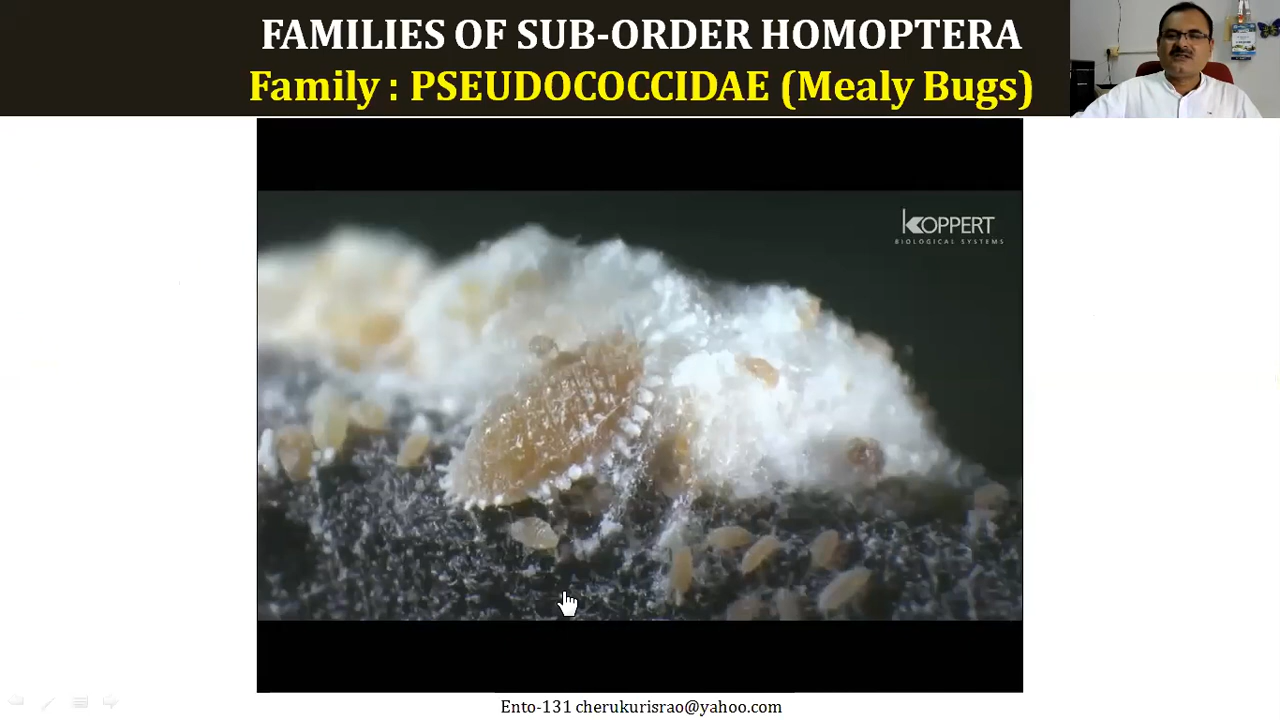 FAMILIES OF SUB-ORDER HOMOPTERA
Family : PSEUDOCOCCIDAE (Mealy Bugs)
KOPPERT
BIOLOGICAL SYSTEMS
Ento-131 cherukurisrao@yahoo.com